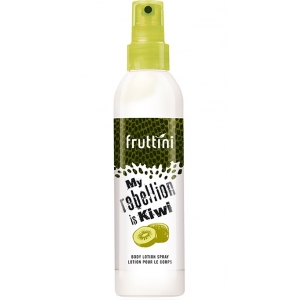 fruttini
My
rebellion
is Kiwi
BODY LOTION SPRAY
LOTION POUR LE CORPS